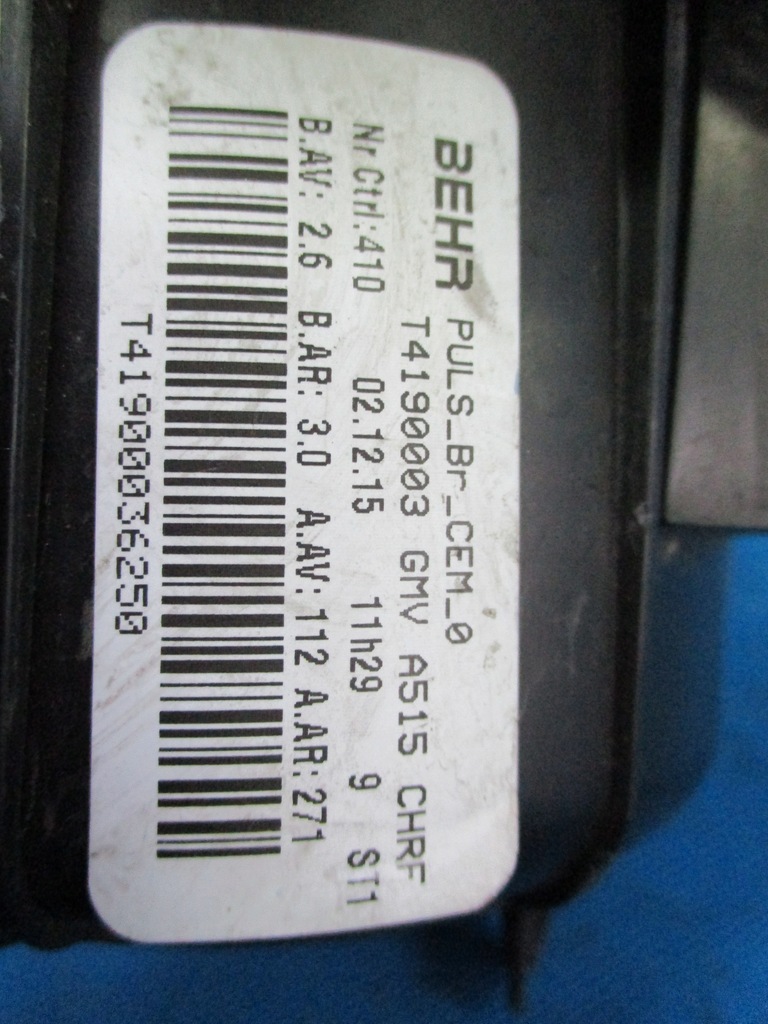 BEHR PULS_Br_CEM_0
T4190003 GMV A515 CHRF
Nr Ctrl:410 02.12.15 11h29 9 ST1
B.AV: 2.6 B.AR: 3.0 A.AV:112 A.AR:271
T41900036250